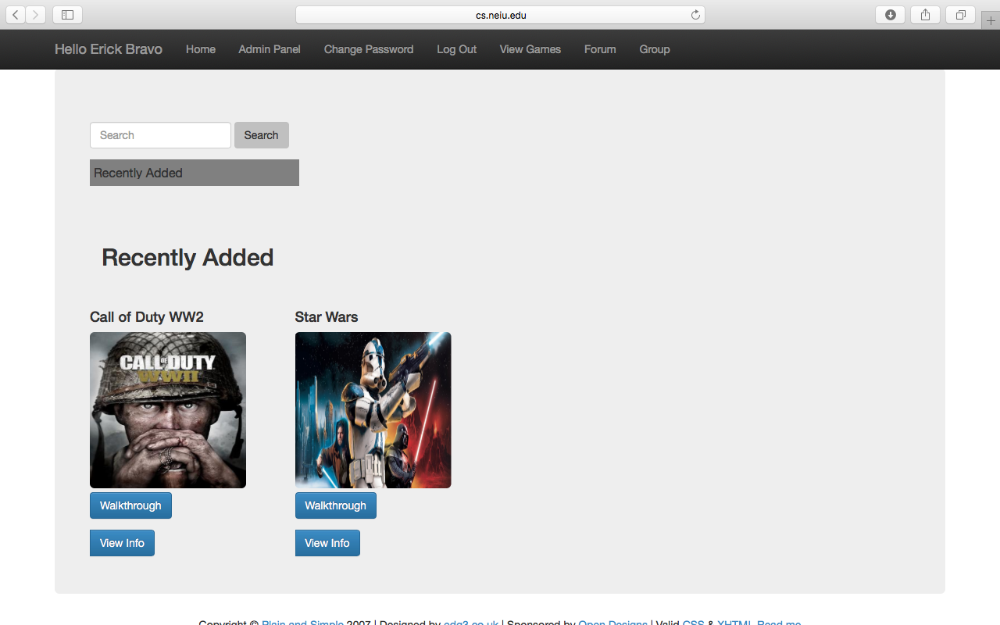 cs.neiu.edu
Hello Erick Bravo Home Admin Panel Change Password Log Out View Games Forum Group
Search Search
Recently Added
Recently Added
Call of Duty WW2 Star Wars
CALL OF DUTY
Walkthrough Walkthrough
View Info View Info
Copyright © Plain and Simple 2007 | Designed by edg3.co.uk | Sponsored by Open Designs | Valid CSS & XHTML Read me